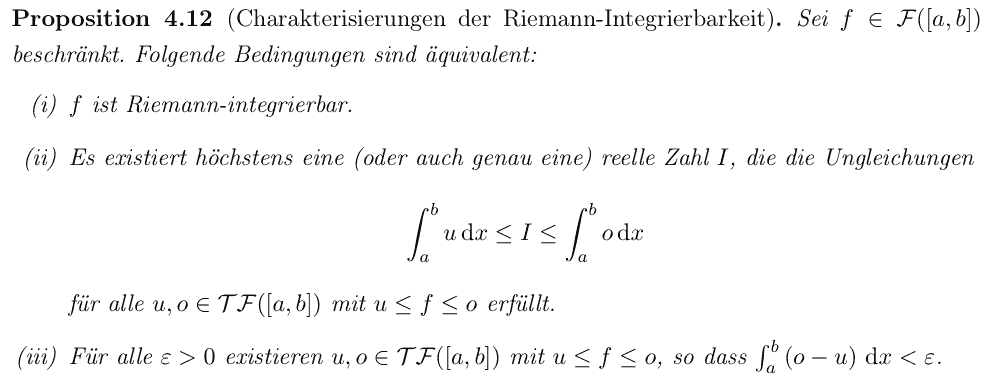 Proposition 4.12 (Charakterisierungen der Riemann-Integrierbarkeit). Sei f ∈ ℱ([a, b])
beschränkt. Folgende Bedingungen sind äquivalent:
(i) f ist Riemann-integrierbar.
(ii) Es existiert höchstens eine (oder auch genau eine) reelle Zahl I, die die Ungleichungen
∫_a^b u dx ≤ I ≤ ∫_a^b o dx
für alle u, o ∈ 𝒯ℱ([a, b]) mit u ≤ f ≤ o erfüllt.
(iii) Für alle ε > 0 existieren u, o ∈ 𝒯ℱ([a, b]) mit u ≤ f ≤ o, so dass ∫_a^b (o − u) dx < ε.